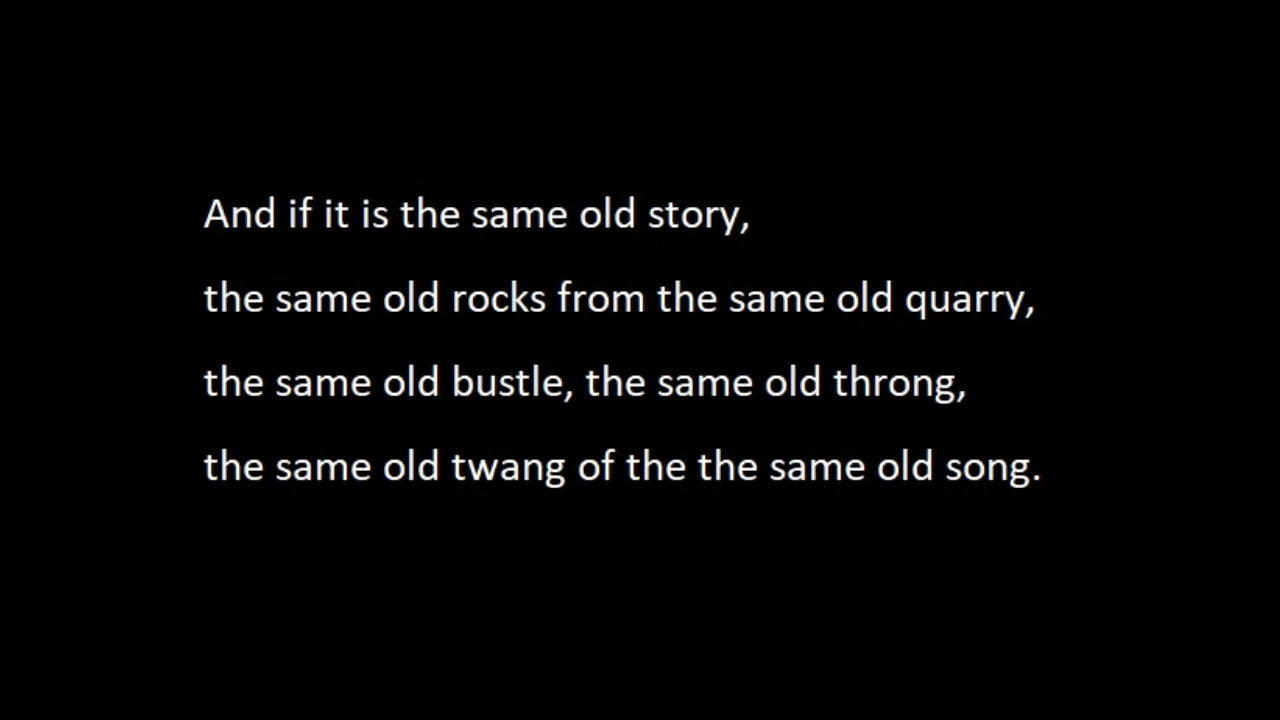 And if it is the same old story,
the same old rocks from the same old quarry,
the same old bustle, the same old throng,
the same old twang of the the same old song.